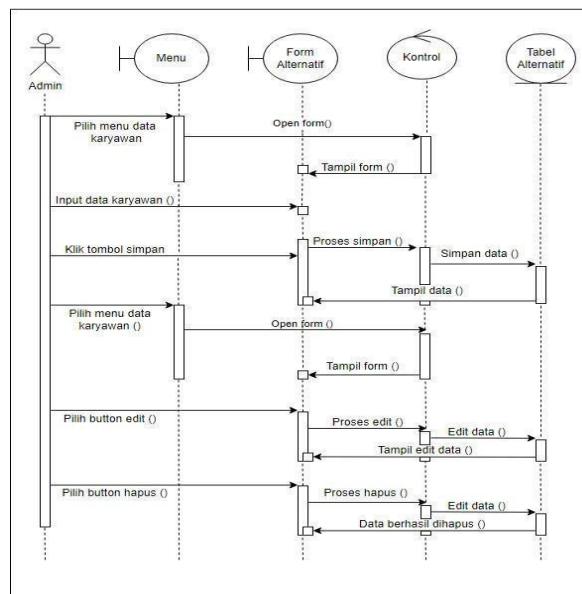 Admin
Menu
Form
Alternatif
Kontrol
Tabel
Alternatif
Pilih menu data
karyawan
Open form()
Tampil form ()
Input data karyawan ()
Klik tombol simpan
Proses simpan ()
Simpan data ()
Tampil data ()
Pilih menu data
karyawan ()
Open form ()
Tampil form ()
Pilih button edit ()
Proses edit ()
Edit data ()
Tampil edit data ()
Pilih button hapus ()
Proses hapus ()
Edit data ()
Data berhasil dihapus ()